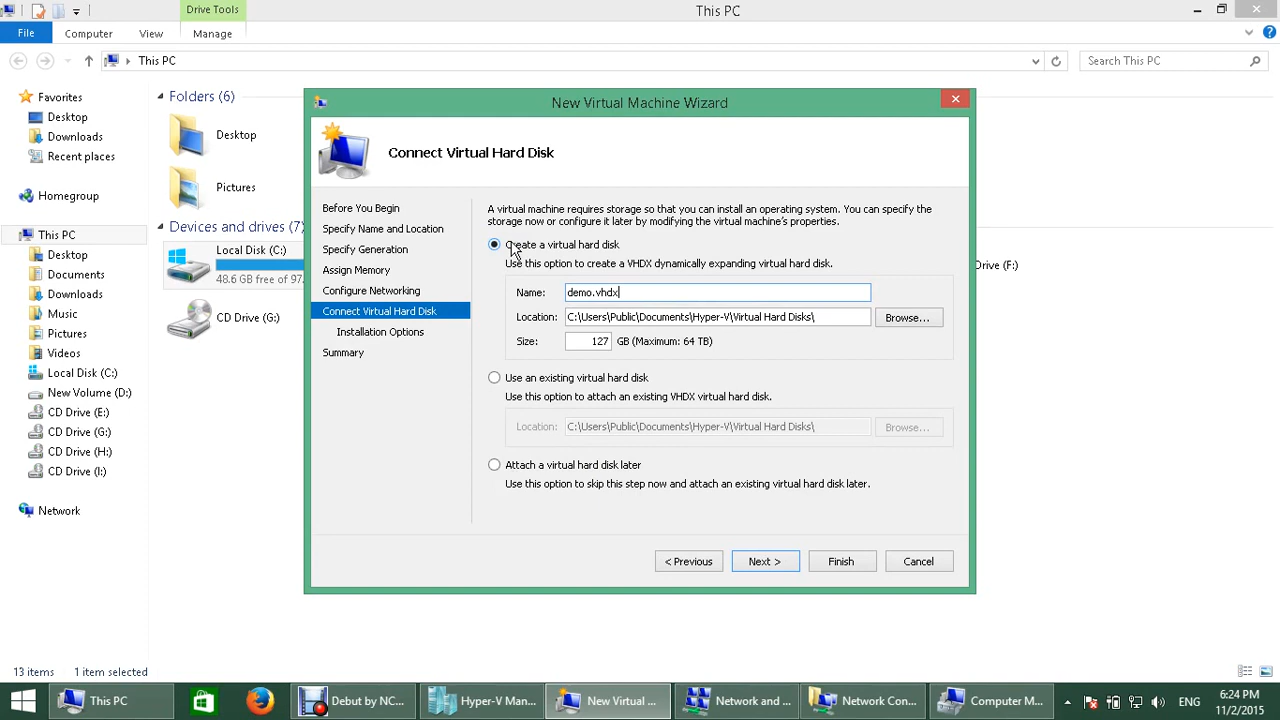 Drive Tools
This PC
File
Computer
View
Manage
This PC
Search This PC
Favorites
Desktop
Downloads
Recent places
Homegroup
This PC
Desktop
Documents
Downloads
Music
Pictures
Videos
Local Disk (C:)
New Volume (D:)
CD Drive (E:)
CD Drive (G:)
CD Drive (H:)
CD Drive (I:)
Network
Folders (6)
Desktop
Pictures
Devices and drives (7)
Local Disk (C:)
48.6 GB free of 97.
CD Drive (G:)
Drive (F:)
New Virtual Machine Wizard
Connect Virtual Hard Disk
Before You Begin
Specify Name and Location
Specify Generation
Assign Memory
Configure Networking
Connect Virtual Hard Disk
Installation Options
Summary
A virtual machine requires storage so that you can install an operating system. You can specify the
storage now or configure it later by modifying the virtual machine's properties.
Create a virtual hard disk
Use this option to create a VHDX dynamically expanding virtual hard disk.
Name: demo.vhdx
Location: C:\Users\Public\Documents\Hyper-V\Virtual Hard Disks\ Browse...
Size: 127 GB (Maximum: 64 TB)
Use an existing virtual hard disk
Use this option to attach an existing VHDX virtual hard disk.
Location: C:\Users\Public\Documents\Hyper-V\Virtual Hard Disks\ Browse...
Attach a virtual hard disk later
Use this option to skip this step now and attach an existing virtual hard disk later.
< Previous Next > Finish Cancel
13 items 1 item selected
This PC
Debut by NC...
Hyper-V Man...
New Virtual ...
Network and ...
Network Con...
Computer M...
ENG
6:24 PM
11/2/2015